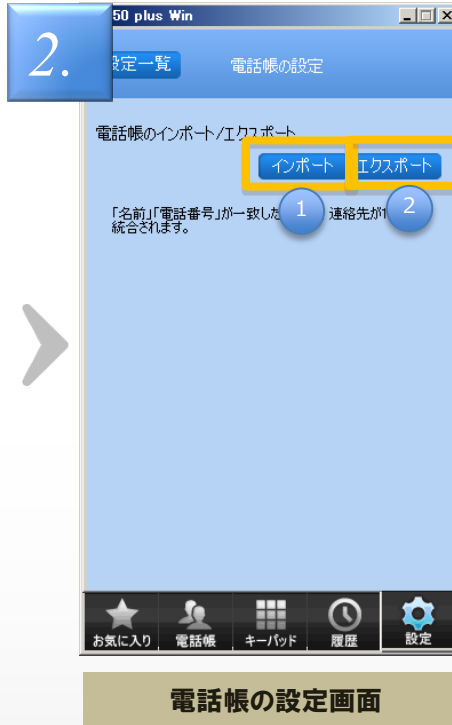 2.
50 plus Win
設定一覧
電話帳の設定
電話帳のインポート/エクスポート
インポート
エクスポート
「名前」「電話番号」が一致した
1
連絡先が
2
統合されます。
お気に入り
電話帳
キーパッド
履歴
設定
電話帳の設定画面